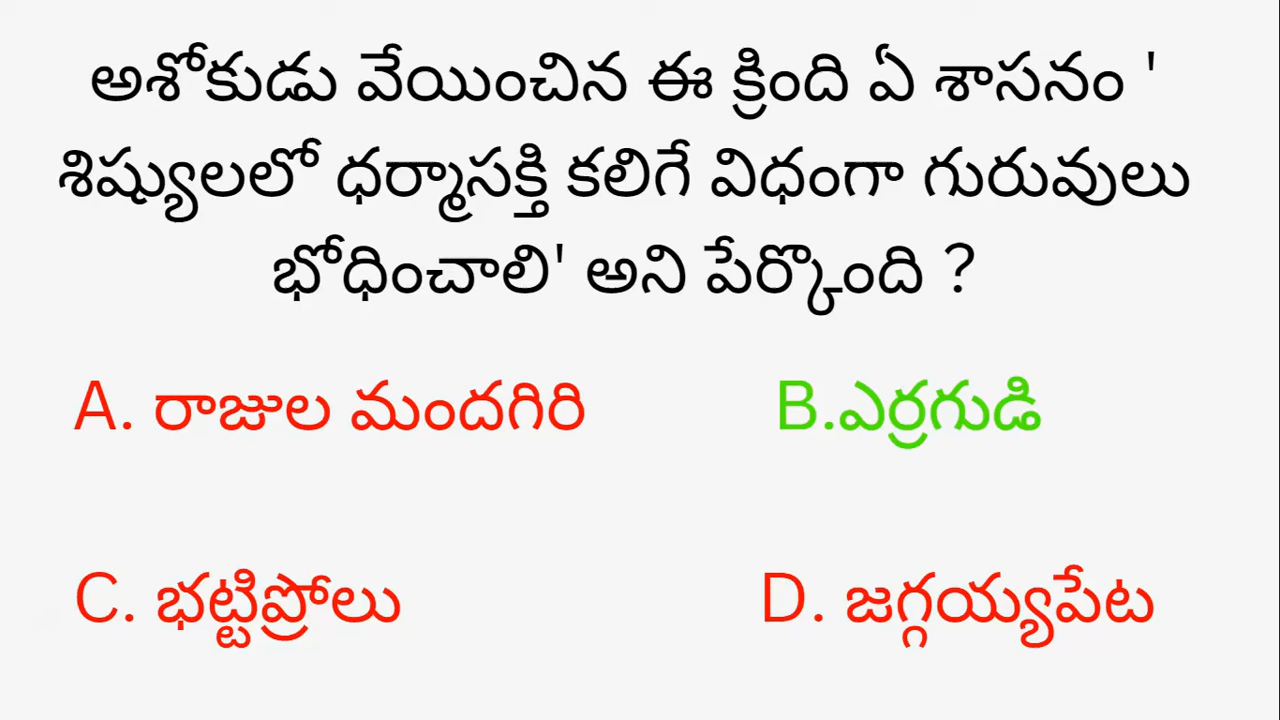 అశోకుడు వేయించిన ఈ క్రింది ఏ శాసనం '
శిష్యులలో ధర్మాసక్తి కలిగే విధంగా గురువులు
భోధించాలి' అని పేర్కొంది ?
A. రాజుల మందగిరి B.ఎర్రగుడి
C. భట్టిప్రోలు D. జగ్గయ్యపేట